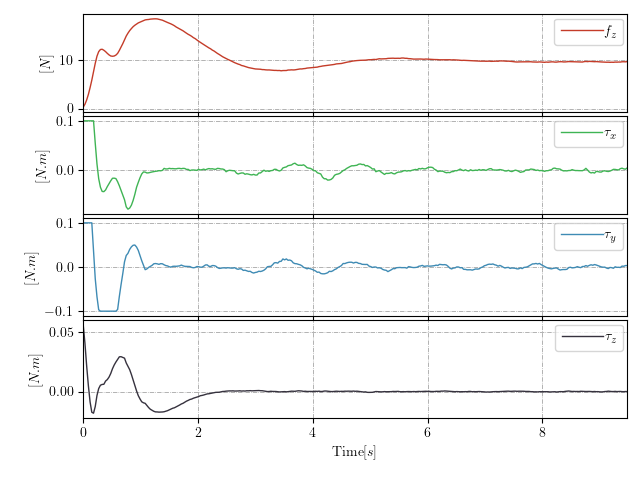 f_z
[N]
10
0
τ_x
[N.m]
0.1
0.0
τ_y
[N.m]
0.1
0.0
−0.1
τ_z
[N.m]
0.05
0.00
0 2 4 6 8
Time[s]